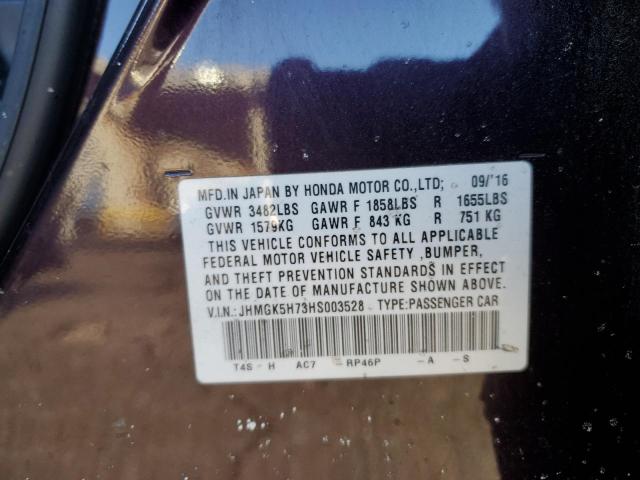 MFD.IN JAPAN BY HONDA MOTOR CO.,LTD; 09/'16
GVWR 3482LBS GAWR F 1858LBS R 1655LBS
GVWR 1579KG GAWR F 843 KG R 751 KG
THIS VEHICLE CONFORMS TO ALL APPLICABLE
FEDERAL MOTOR VEHICLE SAFETY ,BUMPER,
AND THEFT PREVENTION STANDARDS IN EFFECT
ON THE DATE OF MANUFACTURE SHOWN ABOVE.
V.I.N.: JHMGK5H73HS003528 TYPE:PASSENGER CAR
T4S - H AC7 RP46P -A -S